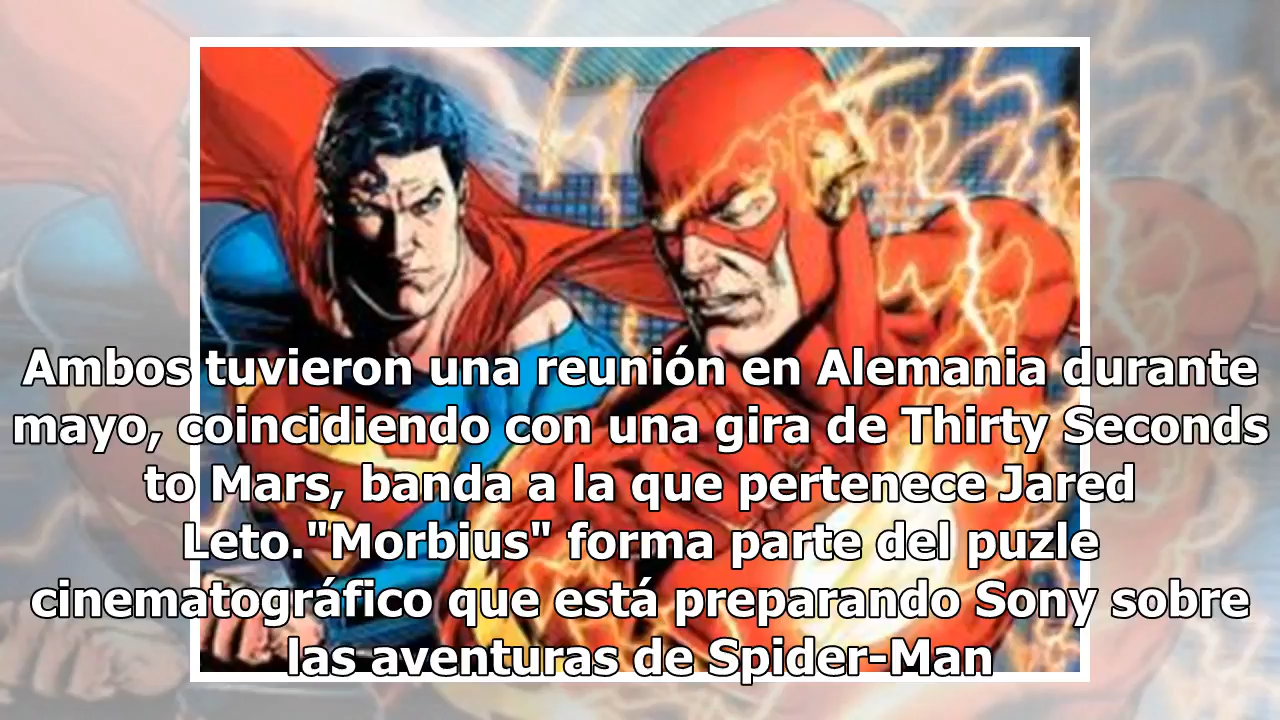 Ambos tuvieron una reunión en Alemania durante
mayo, coincidiendo con una gira de Thirty Seconds
to Mars, banda a la que pertenece Jared
Leto."Morbius" forma parte del puzle
cinematográfico que está preparando Sony sobre
las aventuras de Spider-Man